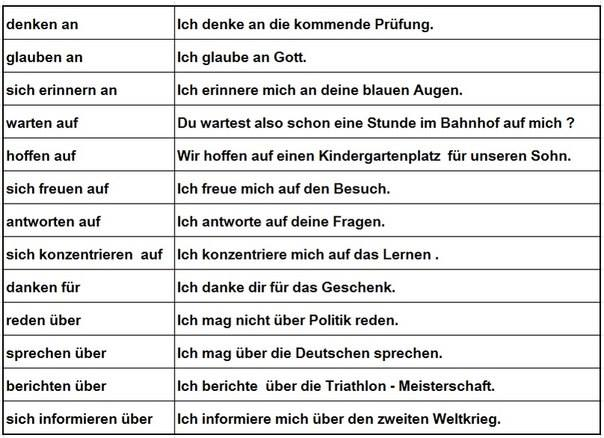 denken an Ich denke an die kommende Prüfung.
glauben an Ich glaube an Gott.
sich erinnern an Ich erinnere mich an deine blauen Augen.
warten auf Du wartest also schon eine Stunde im Bahnhof auf mich ?
hoffen auf Wir hoffen auf einen Kindergartenplatz für unseren Sohn.
sich freuen auf Ich freue mich auf den Besuch.
antworten auf Ich antworte auf deine Fragen.
sich konzentrieren auf Ich konzentriere mich auf das Lernen .
danken für Ich danke dir für das Geschenk.
reden über Ich mag nicht über Politik reden.
sprechen über Ich mag über die Deutschen sprechen.
berichten über Ich berichte über die Triathlon - Meisterschaft.
sich informieren über Ich informiere mich über den zweiten Weltkrieg.